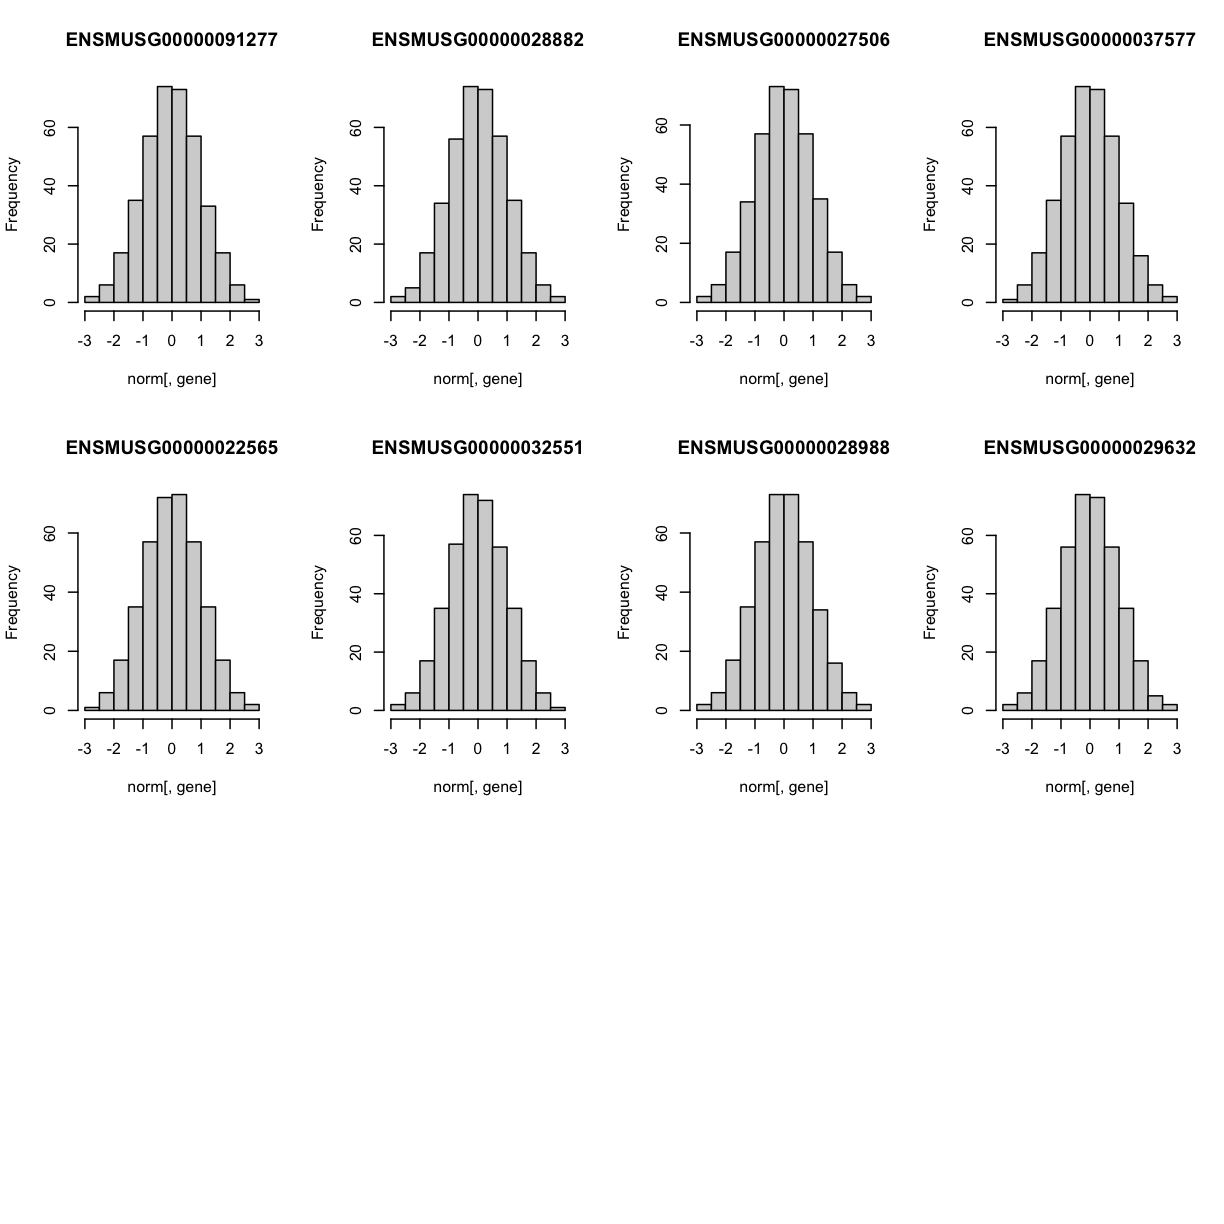 ENSMUSG00000091277 ENSMUSG00000028882 ENSMUSG00000027506 ENSMUSG00000037577
Frequency Frequency Frequency Frequency
60 60 60 60
40 40 40 40
20 20 20 20
0 0 0 0
-3 -2 -1 0 1 2 3 -3 -2 -1 0 1 2 3 -3 -2 -1 0 1 2 3 -3 -2 -1 0 1 2 3
norm[, gene] norm[, gene] norm[, gene] norm[, gene]
ENSMUSG00000022565 ENSMUSG00000032551 ENSMUSG00000028988 ENSMUSG00000029632
Frequency Frequency Frequency Frequency
60 60 60 60
40 40 40 40
20 20 20 20
0 0 0 0
-3 -2 -1 0 1 2 3 -3 -2 -1 0 1 2 3 -3 -2 -1 0 1 2 3 -3 -2 -1 0 1 2 3
norm[, gene] norm[, gene] norm[, gene] norm[, gene]